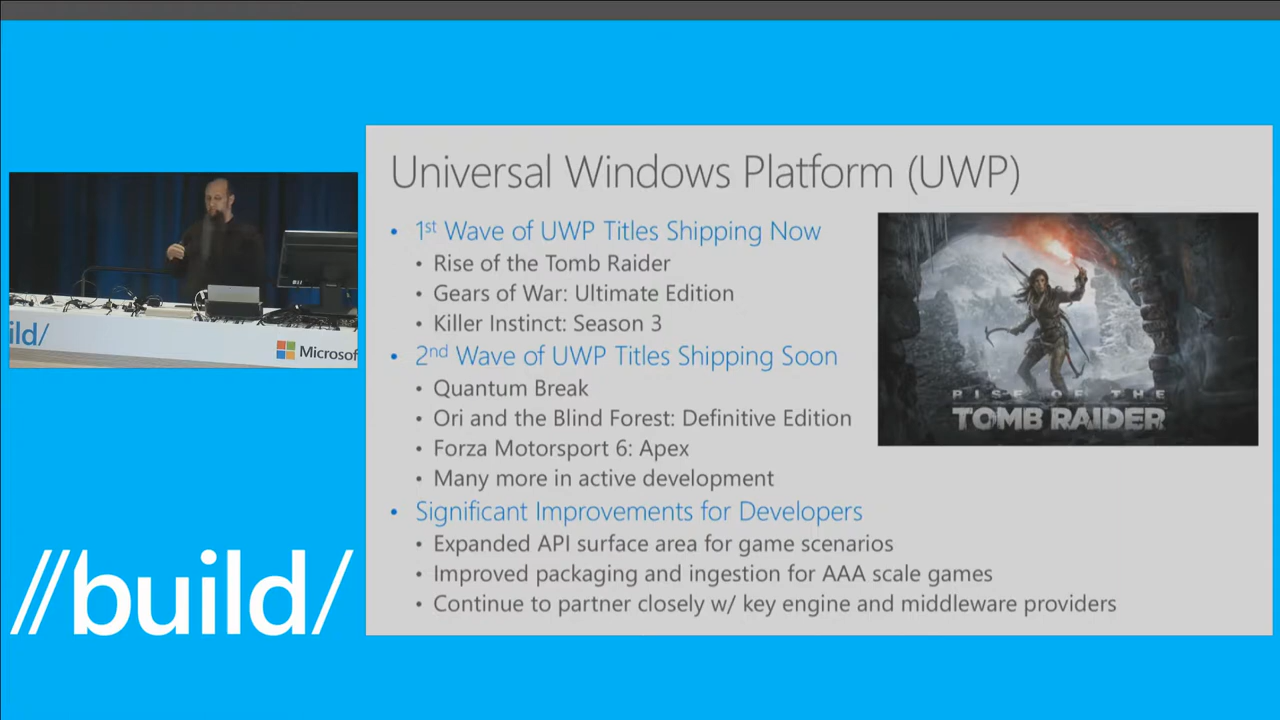 Universal Windows Platform (UWP)
• 1st Wave of UWP Titles Shipping Now
• Rise of the Tomb Raider
• Gears of War: Ultimate Edition
• Killer Instinct: Season 3
• 2nd Wave of UWP Titles Shipping Soon
• Quantum Break
• Ori and the Blind Forest: Definitive Edition
• Forza Motorsport 6: Apex
• Many more in active development
• Significant Improvements for Developers
• Expanded API surface area for game scenarios
• Improved packaging and ingestion for AAA scale games
• Continue to partner closely w/ key engine and middleware providers
RISE OF THE
TOMB RAIDER
ild/
Microsof
//build/